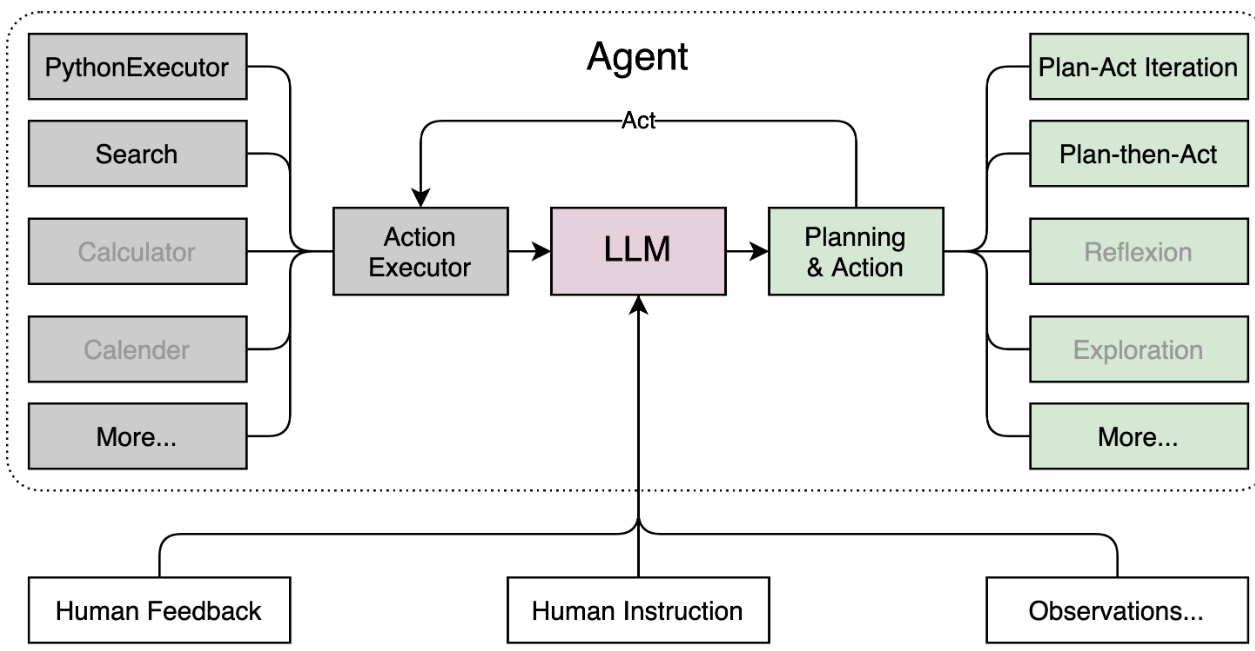 Agent
PythonExecutor
Search
Calculator
Calender
More...
Act
Action
Executor
LLM
Planning
& Action
Plan-Act Iteration
Plan-then-Act
Reflexion
Exploration
More...
Human Feedback
Human Instruction
Observations...